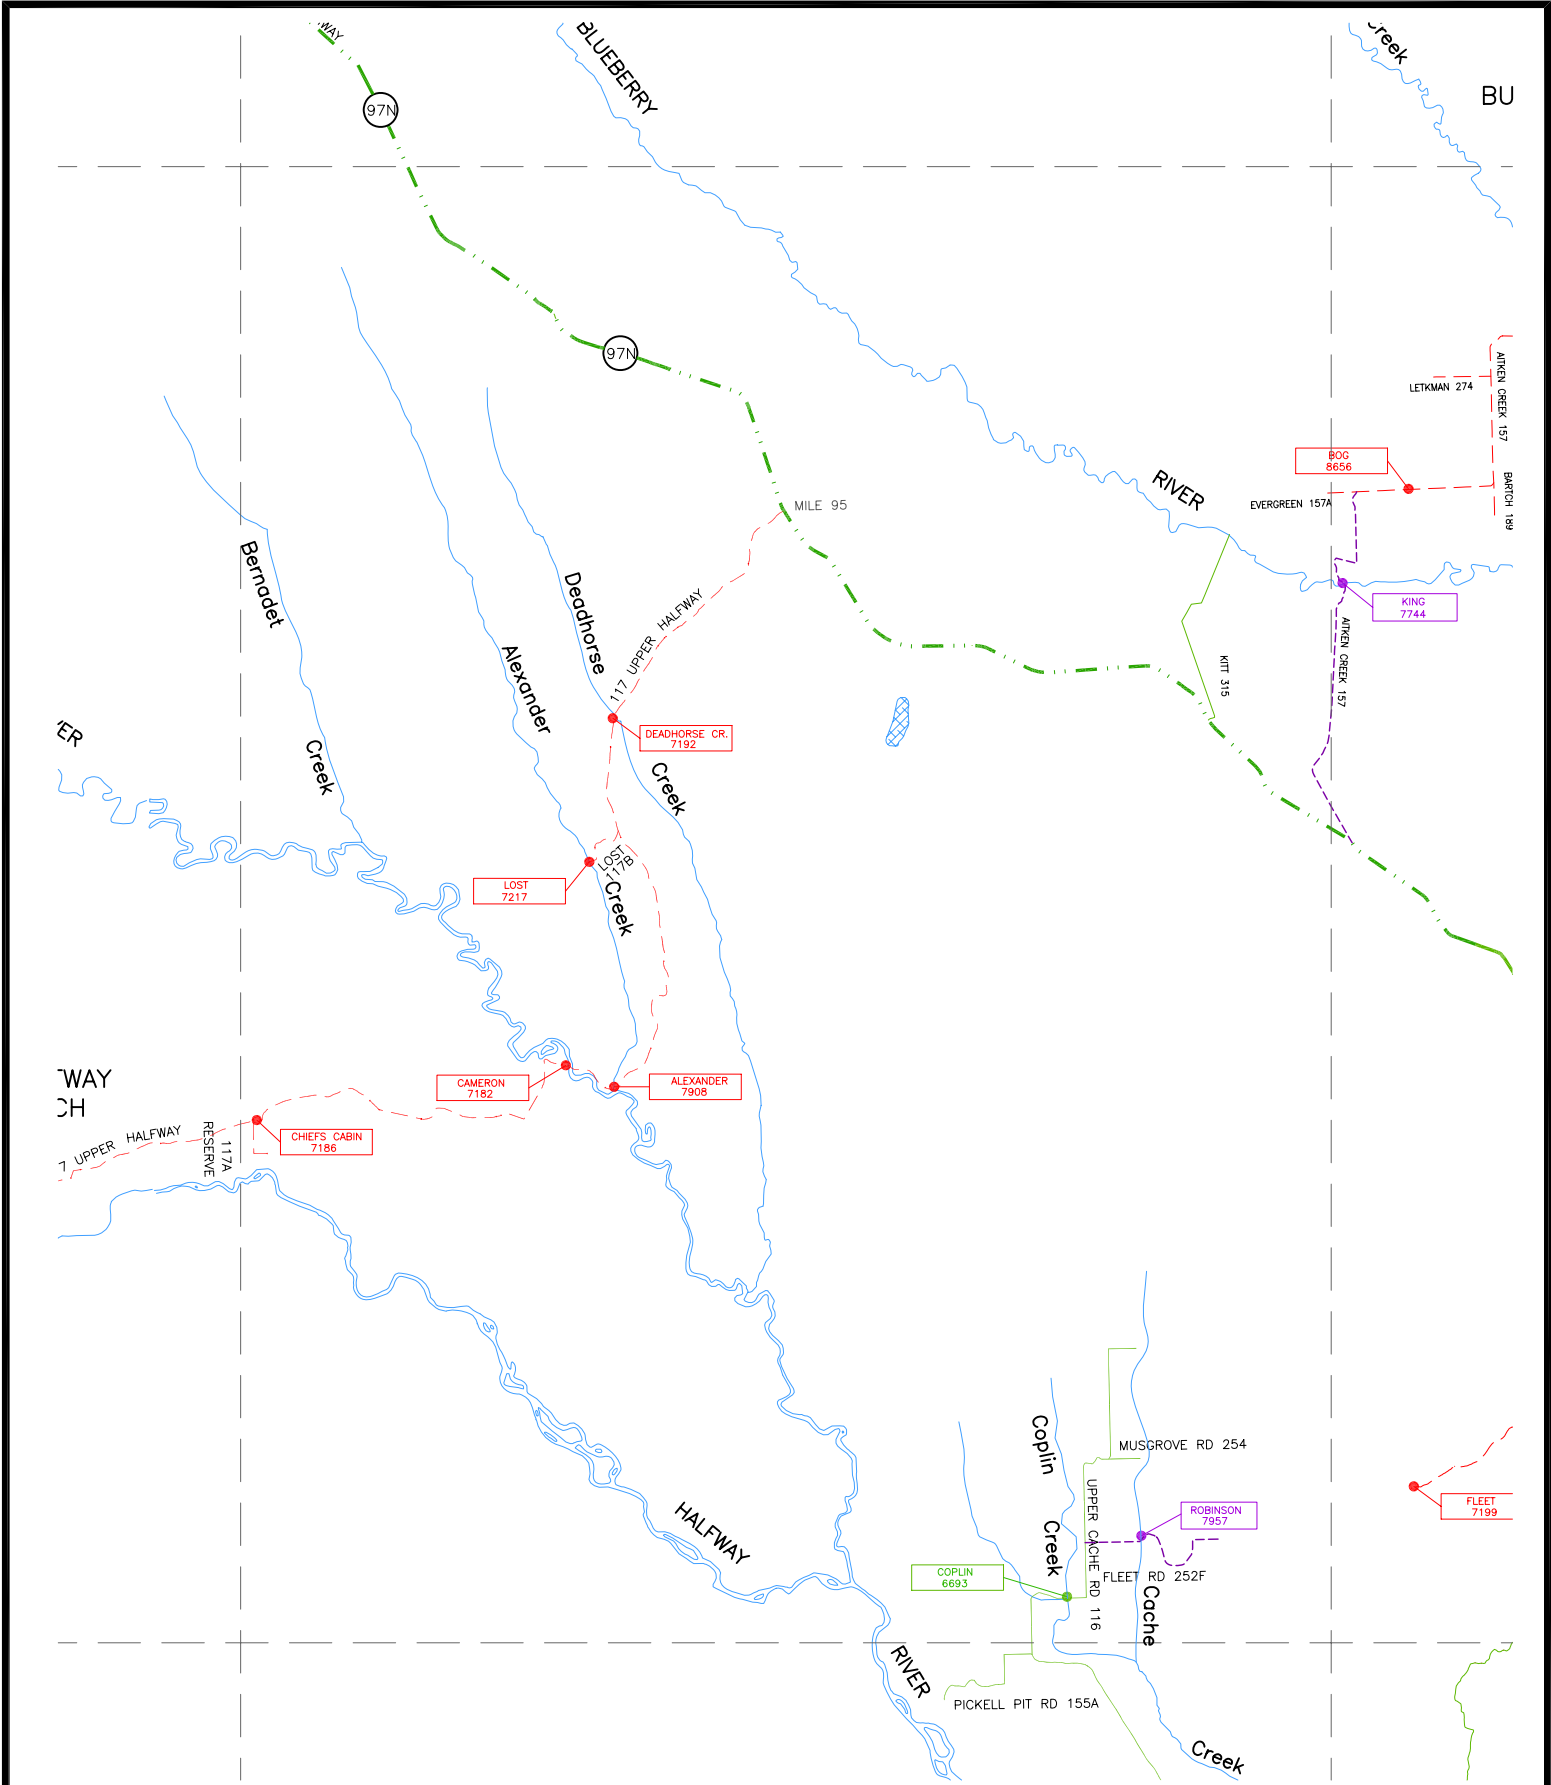 WAY
BLUEBERRY
Creek
BU
97N
97N
LETKMAN 274
AITKEN CREEK 157
BOG
8656
BARTCH 189
EVERGREEN 157A
RIVER
MILE 95
KING
7744
AITKEN CREEK 157
KITT 315
Bernadet
Creek
Deadhorse
Creek
Alexander
Creek
117 UPPER HALFWAY
DEADHORSE CR.
7192
LOST
117B
LOST
7217
CAMERON
7182
ALEXANDER
7908
CHIEFS CABIN
7186
7 UPPER HALFWAY
117A
RESERVE
WAY
CH
ER
HALFWAY
RIVER
Coplin
Creek
MUSGROVE RD 254
UPPER CACHE RD 116
ROBINSON
7957
FLEET RD 252F
COPLIN
6693
Cache
Creek
PICKELL PIT RD 155A
FLEET
7199